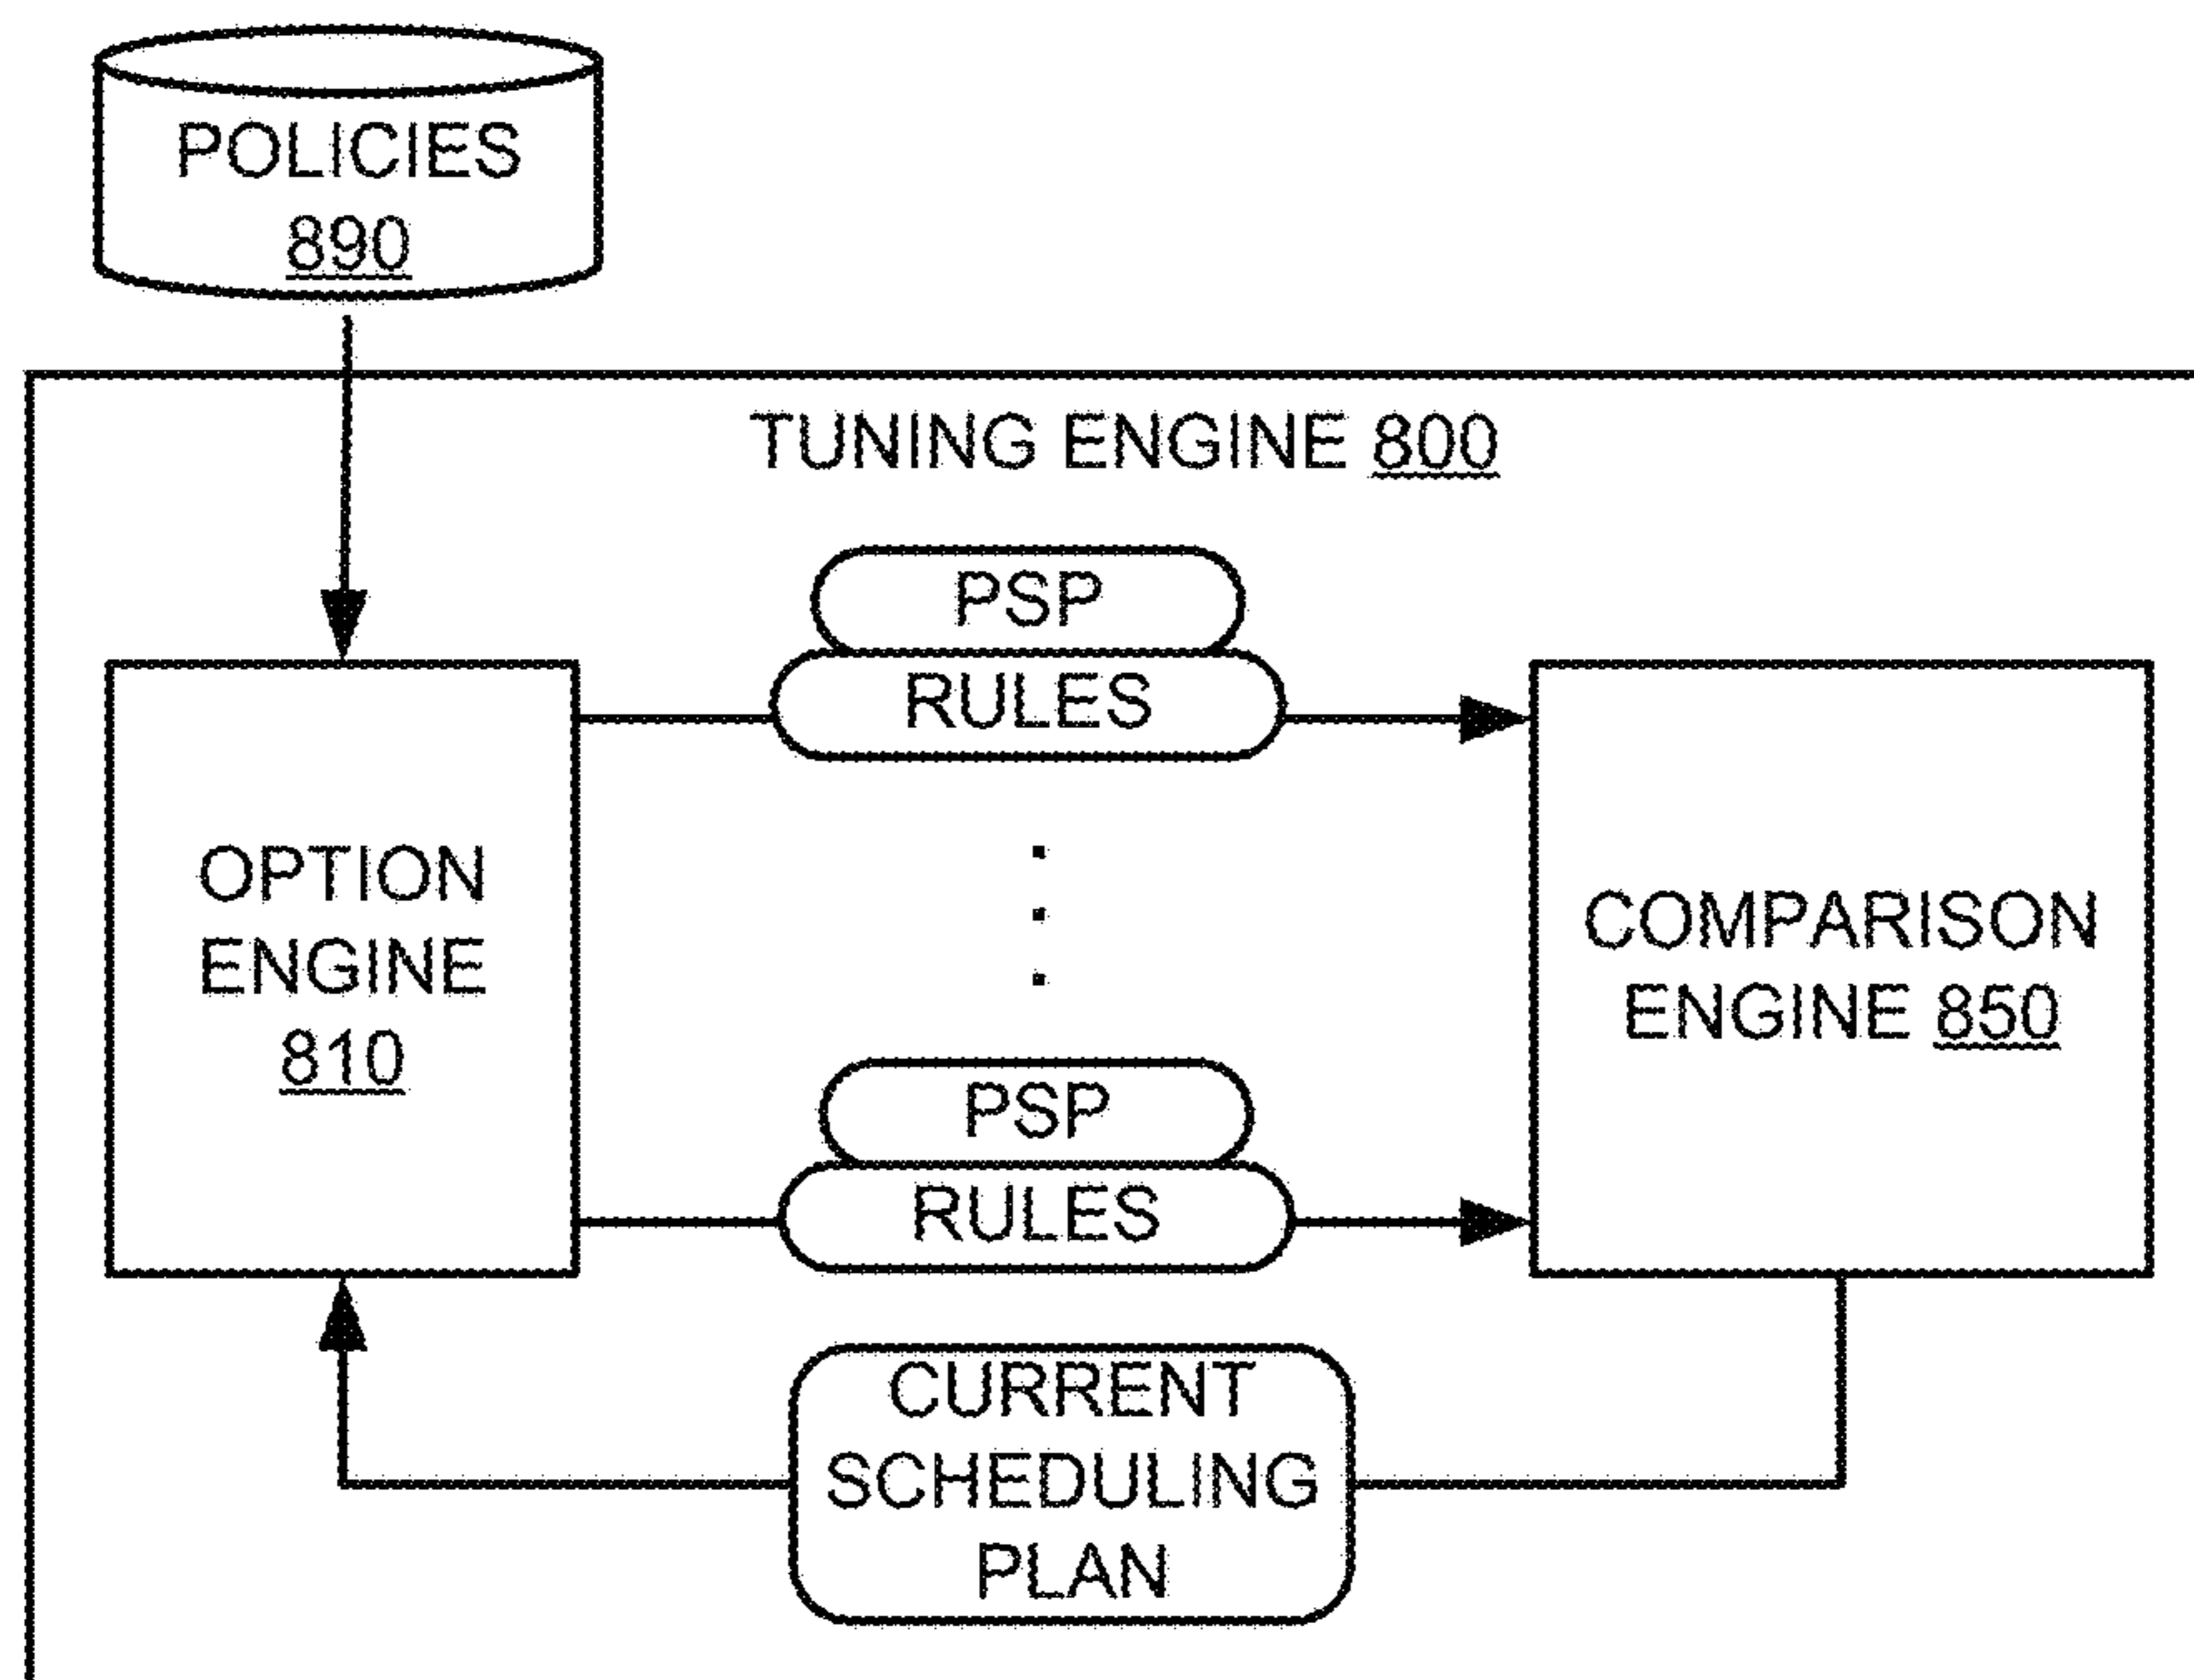 POLICIES
890
TUNING ENGINE 800
PSP
RULES
OPTION
ENGINE
810
COMPARISON
ENGINE 850
PSP
RULES
CURRENT
SCHEDULING
PLAN